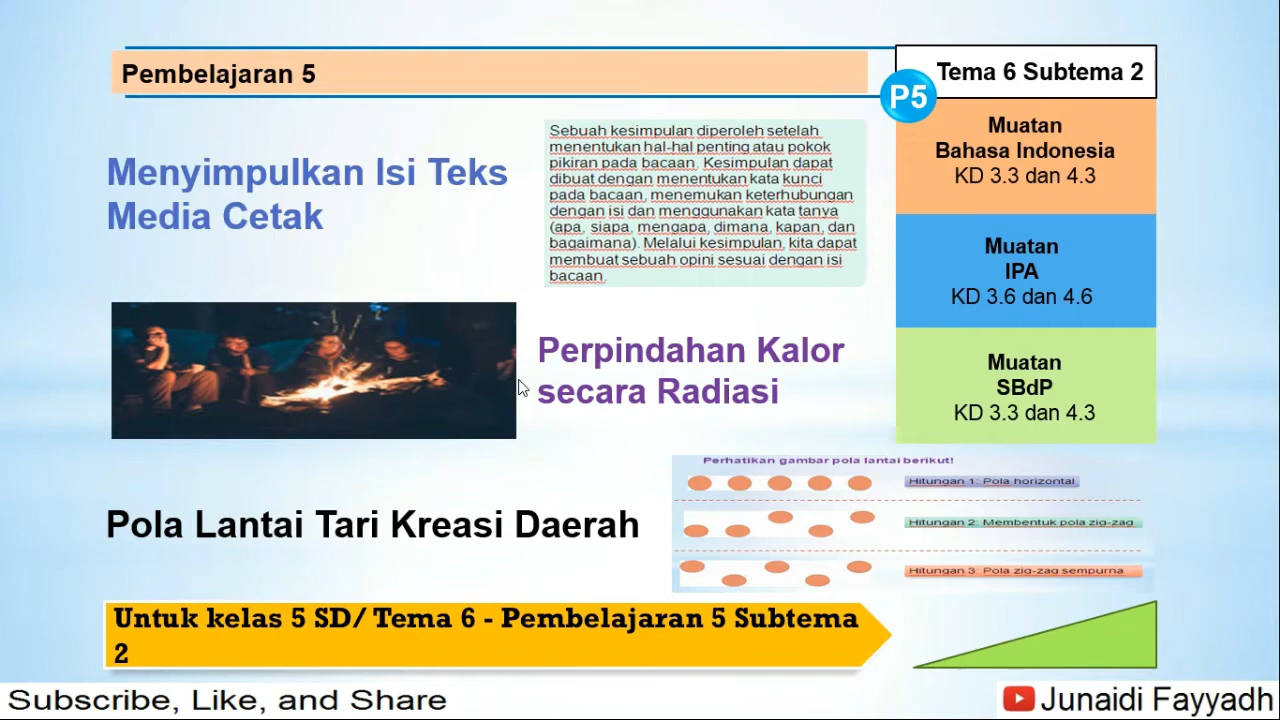 Pembelajaran 5
Tema 6 Subtema 2
P5
Muatan
Bahasa Indonesia
KD 3.3 dan 4.3
Muatan
IPA
KD 3.6 dan 4.6
Muatan
SBdP
KD 3.3 dan 4.3
Menyimpulkan Isi Teks
Media Cetak
Sebuah kesimpulan diperoleh setelah
menentukan hal-hal penting atau pokok
pikiran pada bacaan. Kesimpulan dapat
dibuat dengan menentukan kata kunci
pada bacaan, menemukan keterhubungan
dengan isi dan menggunakan kata tanya
(apa, siapa, mengapa, dimana, kapan, dan
bagaimana). Melalui kesimpulan, kita dapat
membuat sebuah opini sesuai dengan isi
bacaan.
Perpindahan Kalor
secara Radiasi
Pola Lantai Tari Kreasi Daerah
Perhatikan gambar pola lantai berikut!
Hitungan 1: Pola horizontal
Hitungan 2: Membentuk pola zig-zag
Hitungan 3: Pola zig-zag sempurna
Untuk kelas 5 SD/ Tema 6 - Pembelajaran 5 Subtema
2
Subscribe, Like, and Share
Junaidi Fayyadh